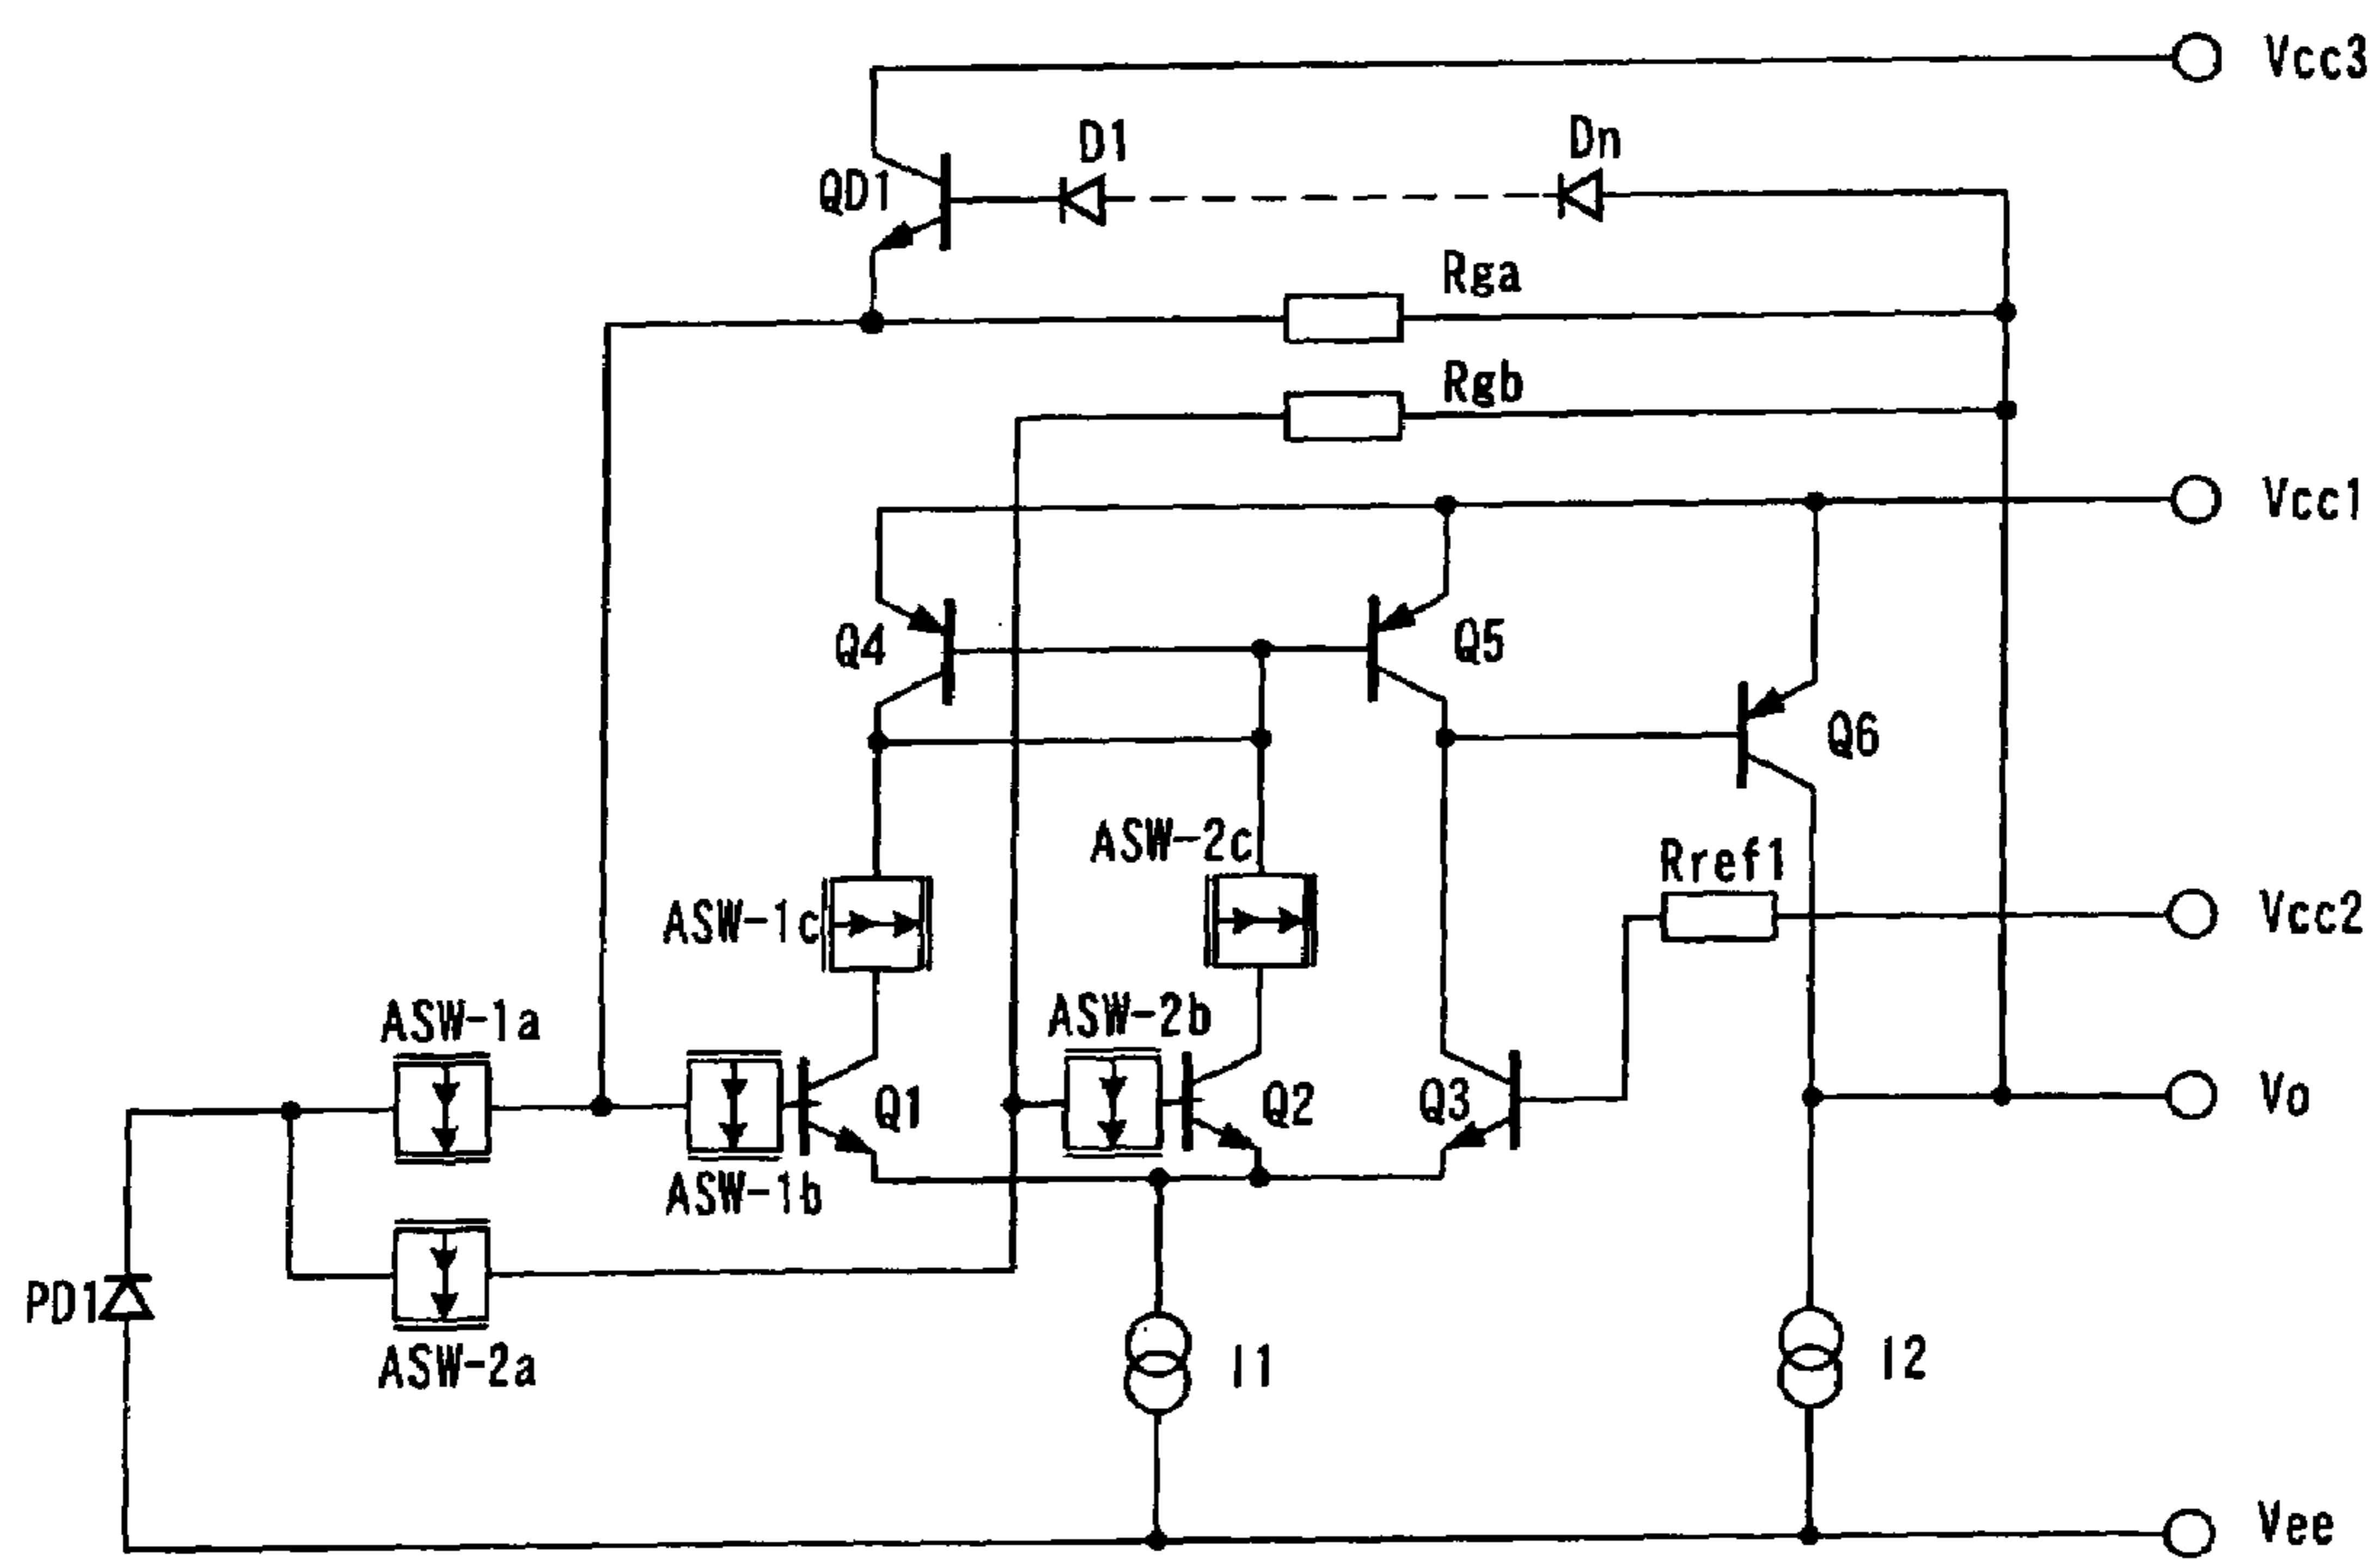 Vcc3
D1
Dn
QD1
Rga
Rgb
Vcc1
Q4
Q5
Q6
ASW-2c
Rref1
ASW-1c
Vcc2
ASW-1a
ASW-2b
Q1
Q2
Q3
Vo
ASW-1b
PD1
ASW-2a
I1
I2
Vee